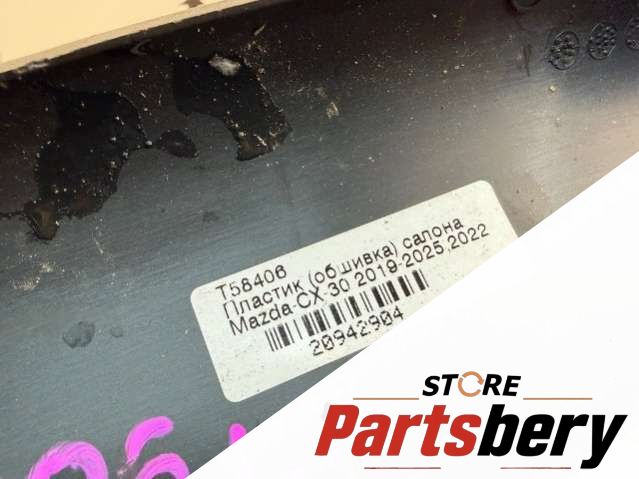 T58406
Пластик (обшивка) салона
Mazda-CX-30 2019-2025,2022
20942904
STORE
Partsbery